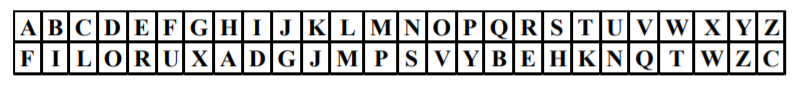 A B C D E F G H I J K L M N O P Q R S T U V W X Y Z
F I L O R U X A D G J M P S V Y B E H K N Q T W Z C